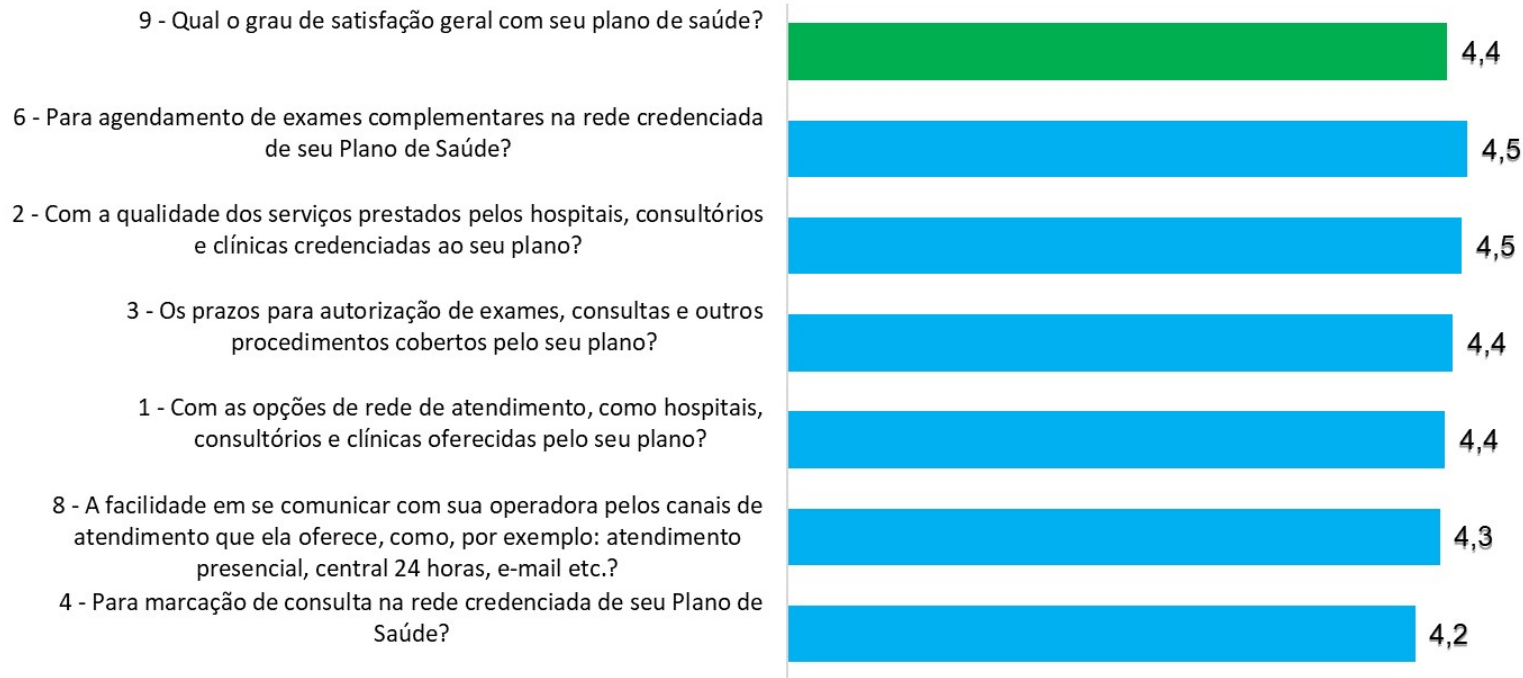 9 - Qual o grau de satisfação geral com seu plano de saúde?
4,4
6 - Para agendamento de exames complementares na rede credenciada
de seu Plano de Saúde?
4,5
2 - Com a qualidade dos serviços prestados pelos hospitais, consultórios
e clínicas credenciadas ao seu plano?
4,5
3 - Os prazos para autorização de exames, consultas e outros
procedimentos cobertos pelo seu plano?
4,4
1 - Com as opções de rede de atendimento, como hospitais,
consultórios e clínicas oferecidas pelo seu plano?
4,4
8 - A facilidade em se comunicar com sua operadora pelos canais de
atendimento que ela oferece, como, por exemplo: atendimento
presencial, central 24 horas, e-mail etc.?
4,3
4 - Para marcação de consulta na rede credenciada de seu Plano de
Saúde?
4,2